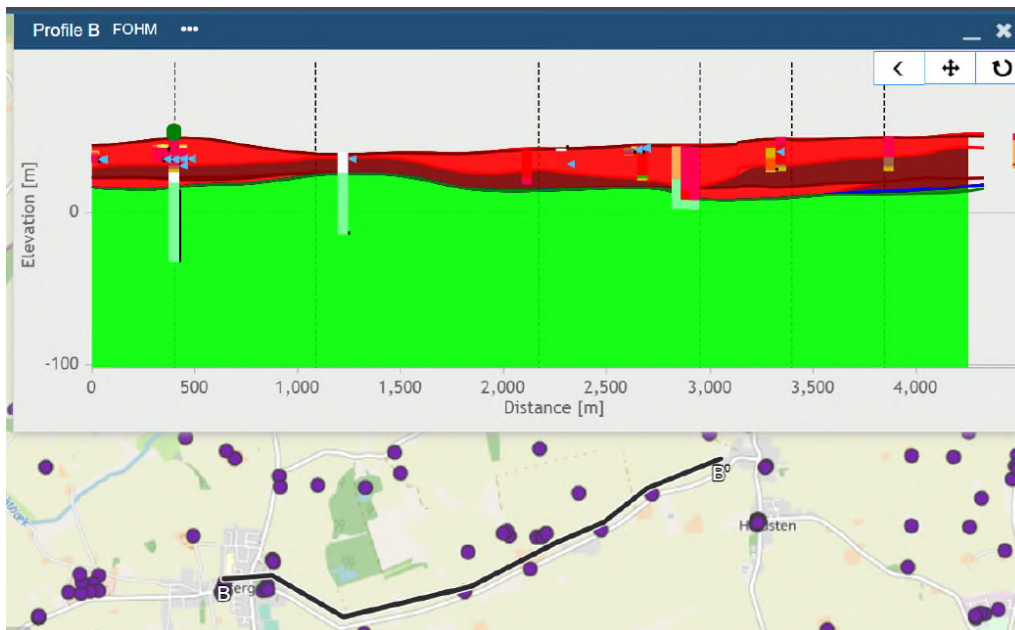 Profile B FOHM •••
Elevation [m]
0
-100
0 500 1,000 1,500 2,000 2,500 3,000 3,500 4,000
Distance [m]
B'
B